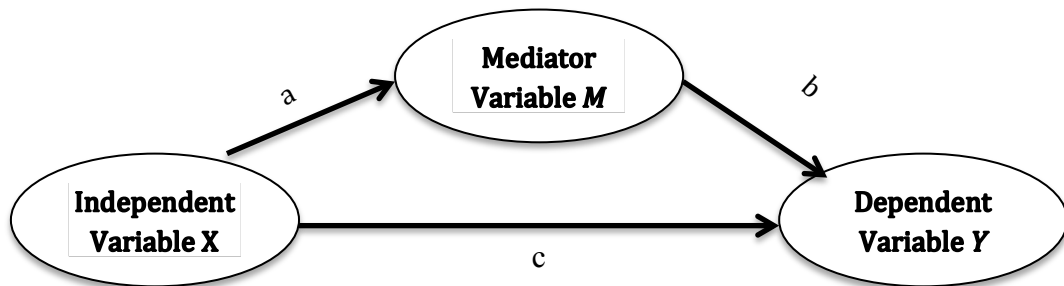 Mediator
Variable M
a
b
Independent
Variable X
Dependent
Variable Y
c